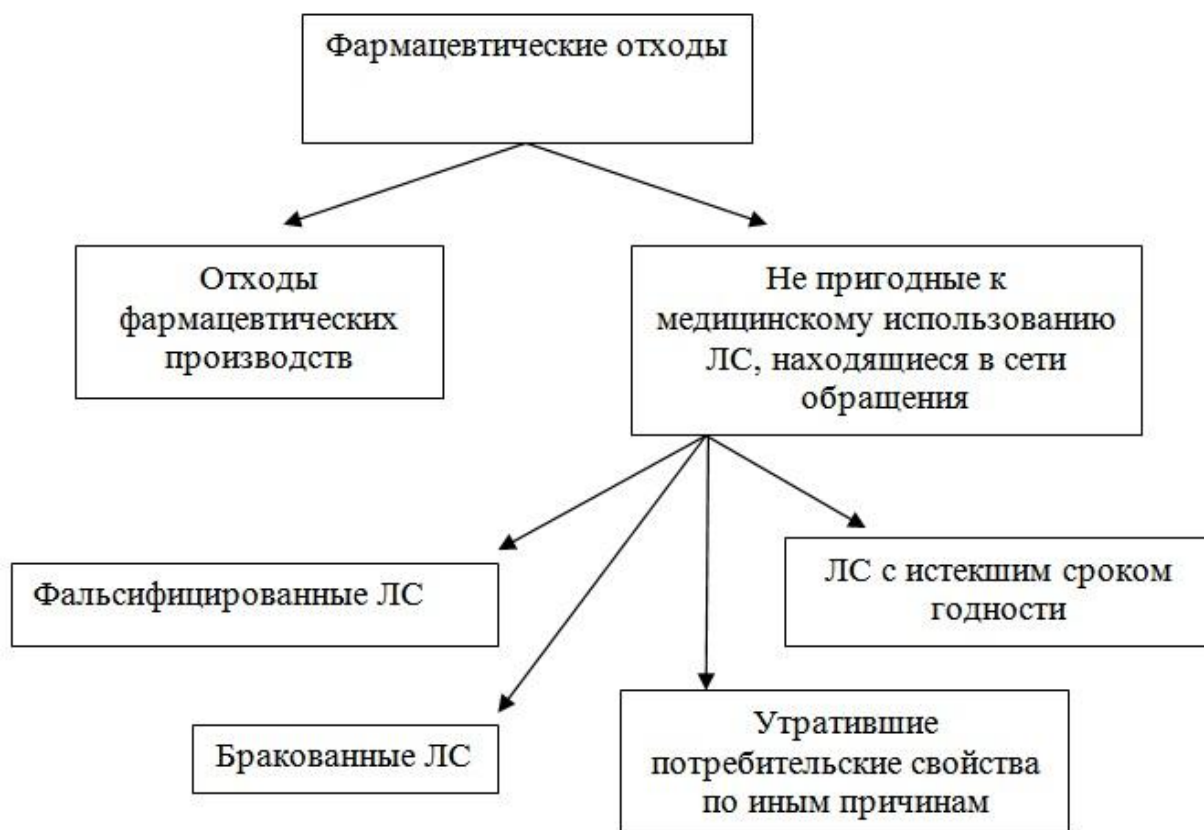 Фармацевтические отходы
Отходы
фармацевтических
производств
Не пригодные к
медицинскому использованию
ЛС, находящиеся в сети
обращения
Фальсифицированные ЛС
ЛС с истекшим сроком
годности
Бракованные ЛС
Утратившие
потребительские свойства
по иным причинам